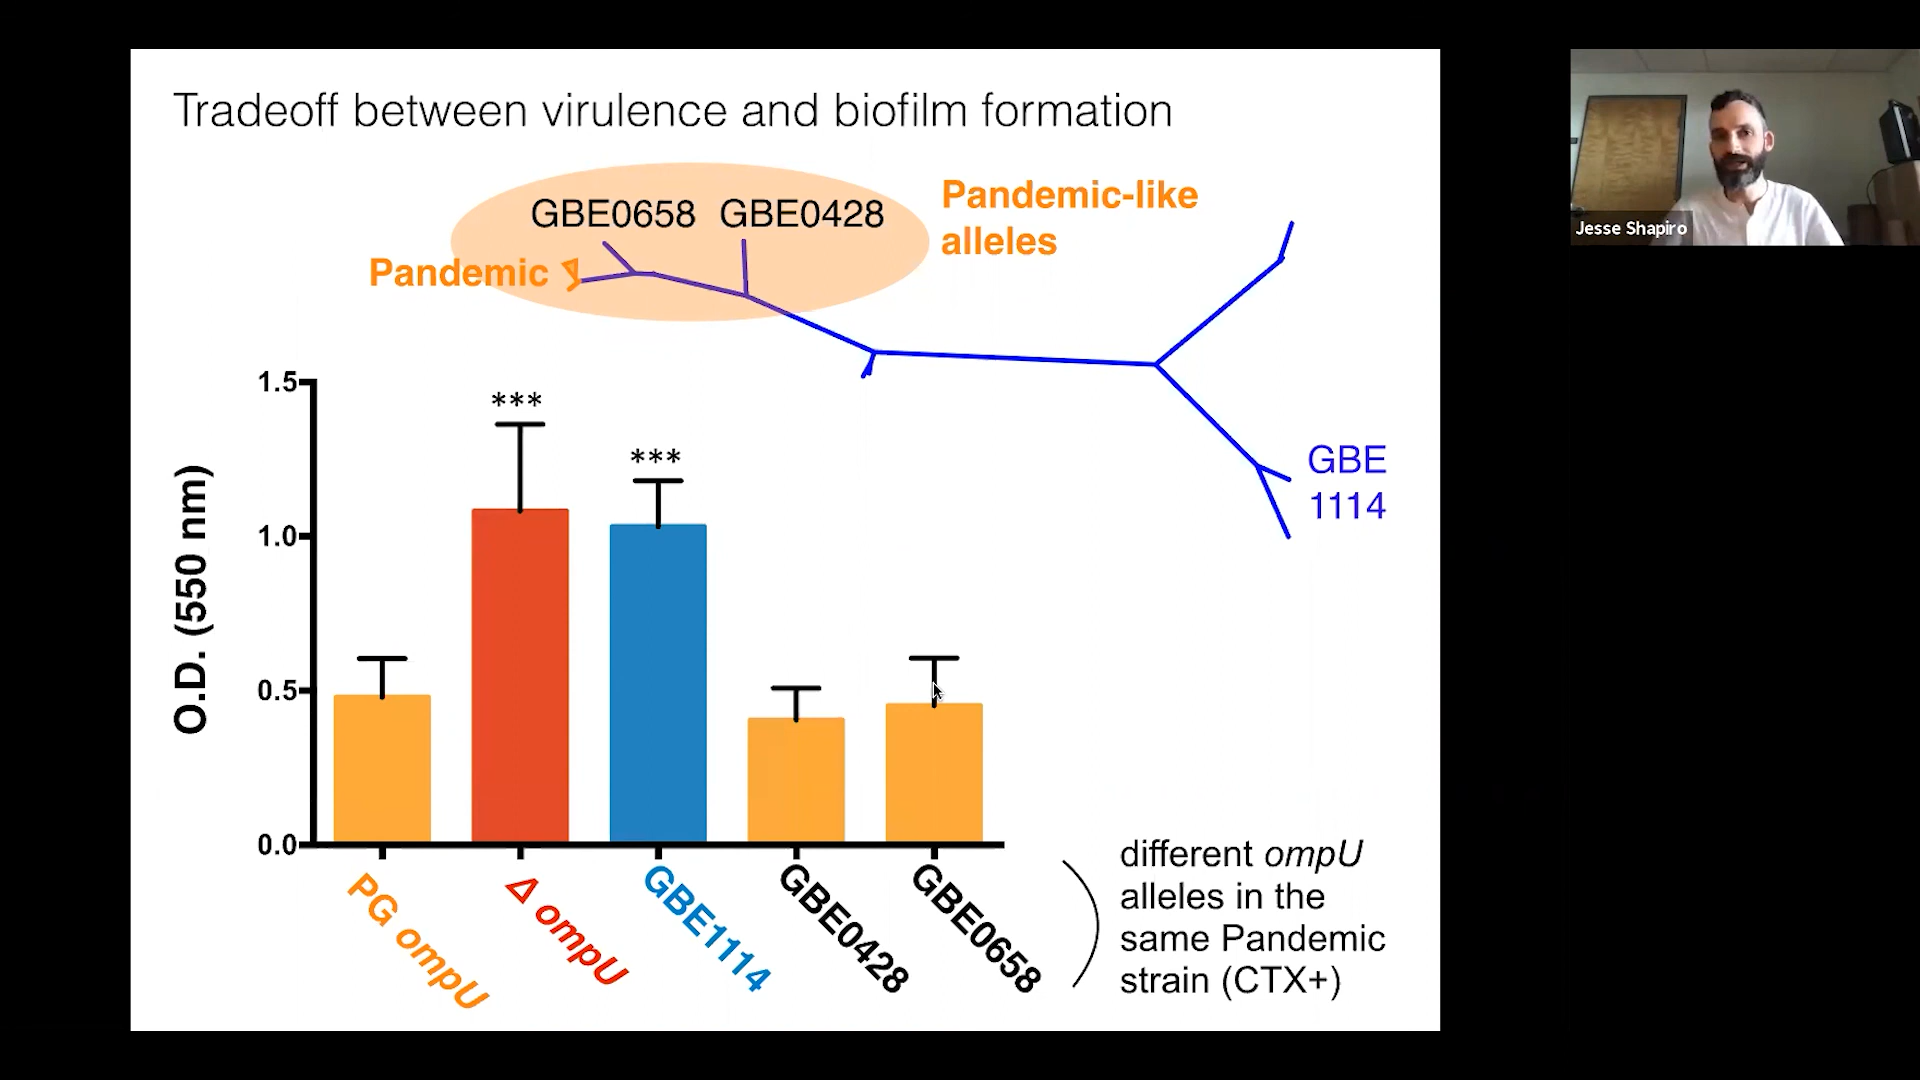 Tradeoff between virulence and biofilm formation
GBE0658 GBE0428
Pandemic
Pandemic-like
alleles
GBE
1114
O.D. (550 nm)
1.5
1.0
0.5
0.0
***
***
PG ompU
Δ ompU
GBE1114
GBE0428
GBE0658
different ompU
alleles in the
same Pandemic
strain (CTX+)
Jesse Shapiro